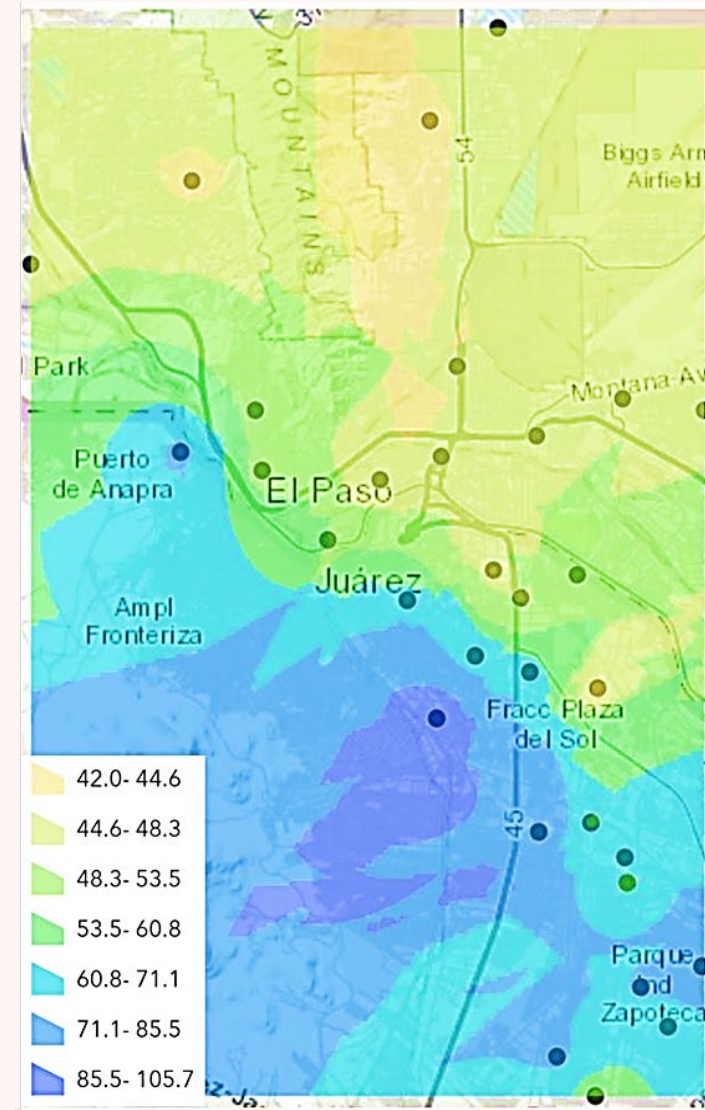 MOUNTAINS
54
Biggs Arm
Airfield
Park
Montana Av
Puerto
de Anapra
El Paso
Juárez
Ampl
Fronteriza
Fracc Plaza
del Sol
45
Parque
Ind
Zapoteca
42.0- 44.6
44.6- 48.3
48.3- 53.5
53.5- 60.8
60.8- 71.1
71.1- 85.5
85.5- 105.7
ez-Ja.